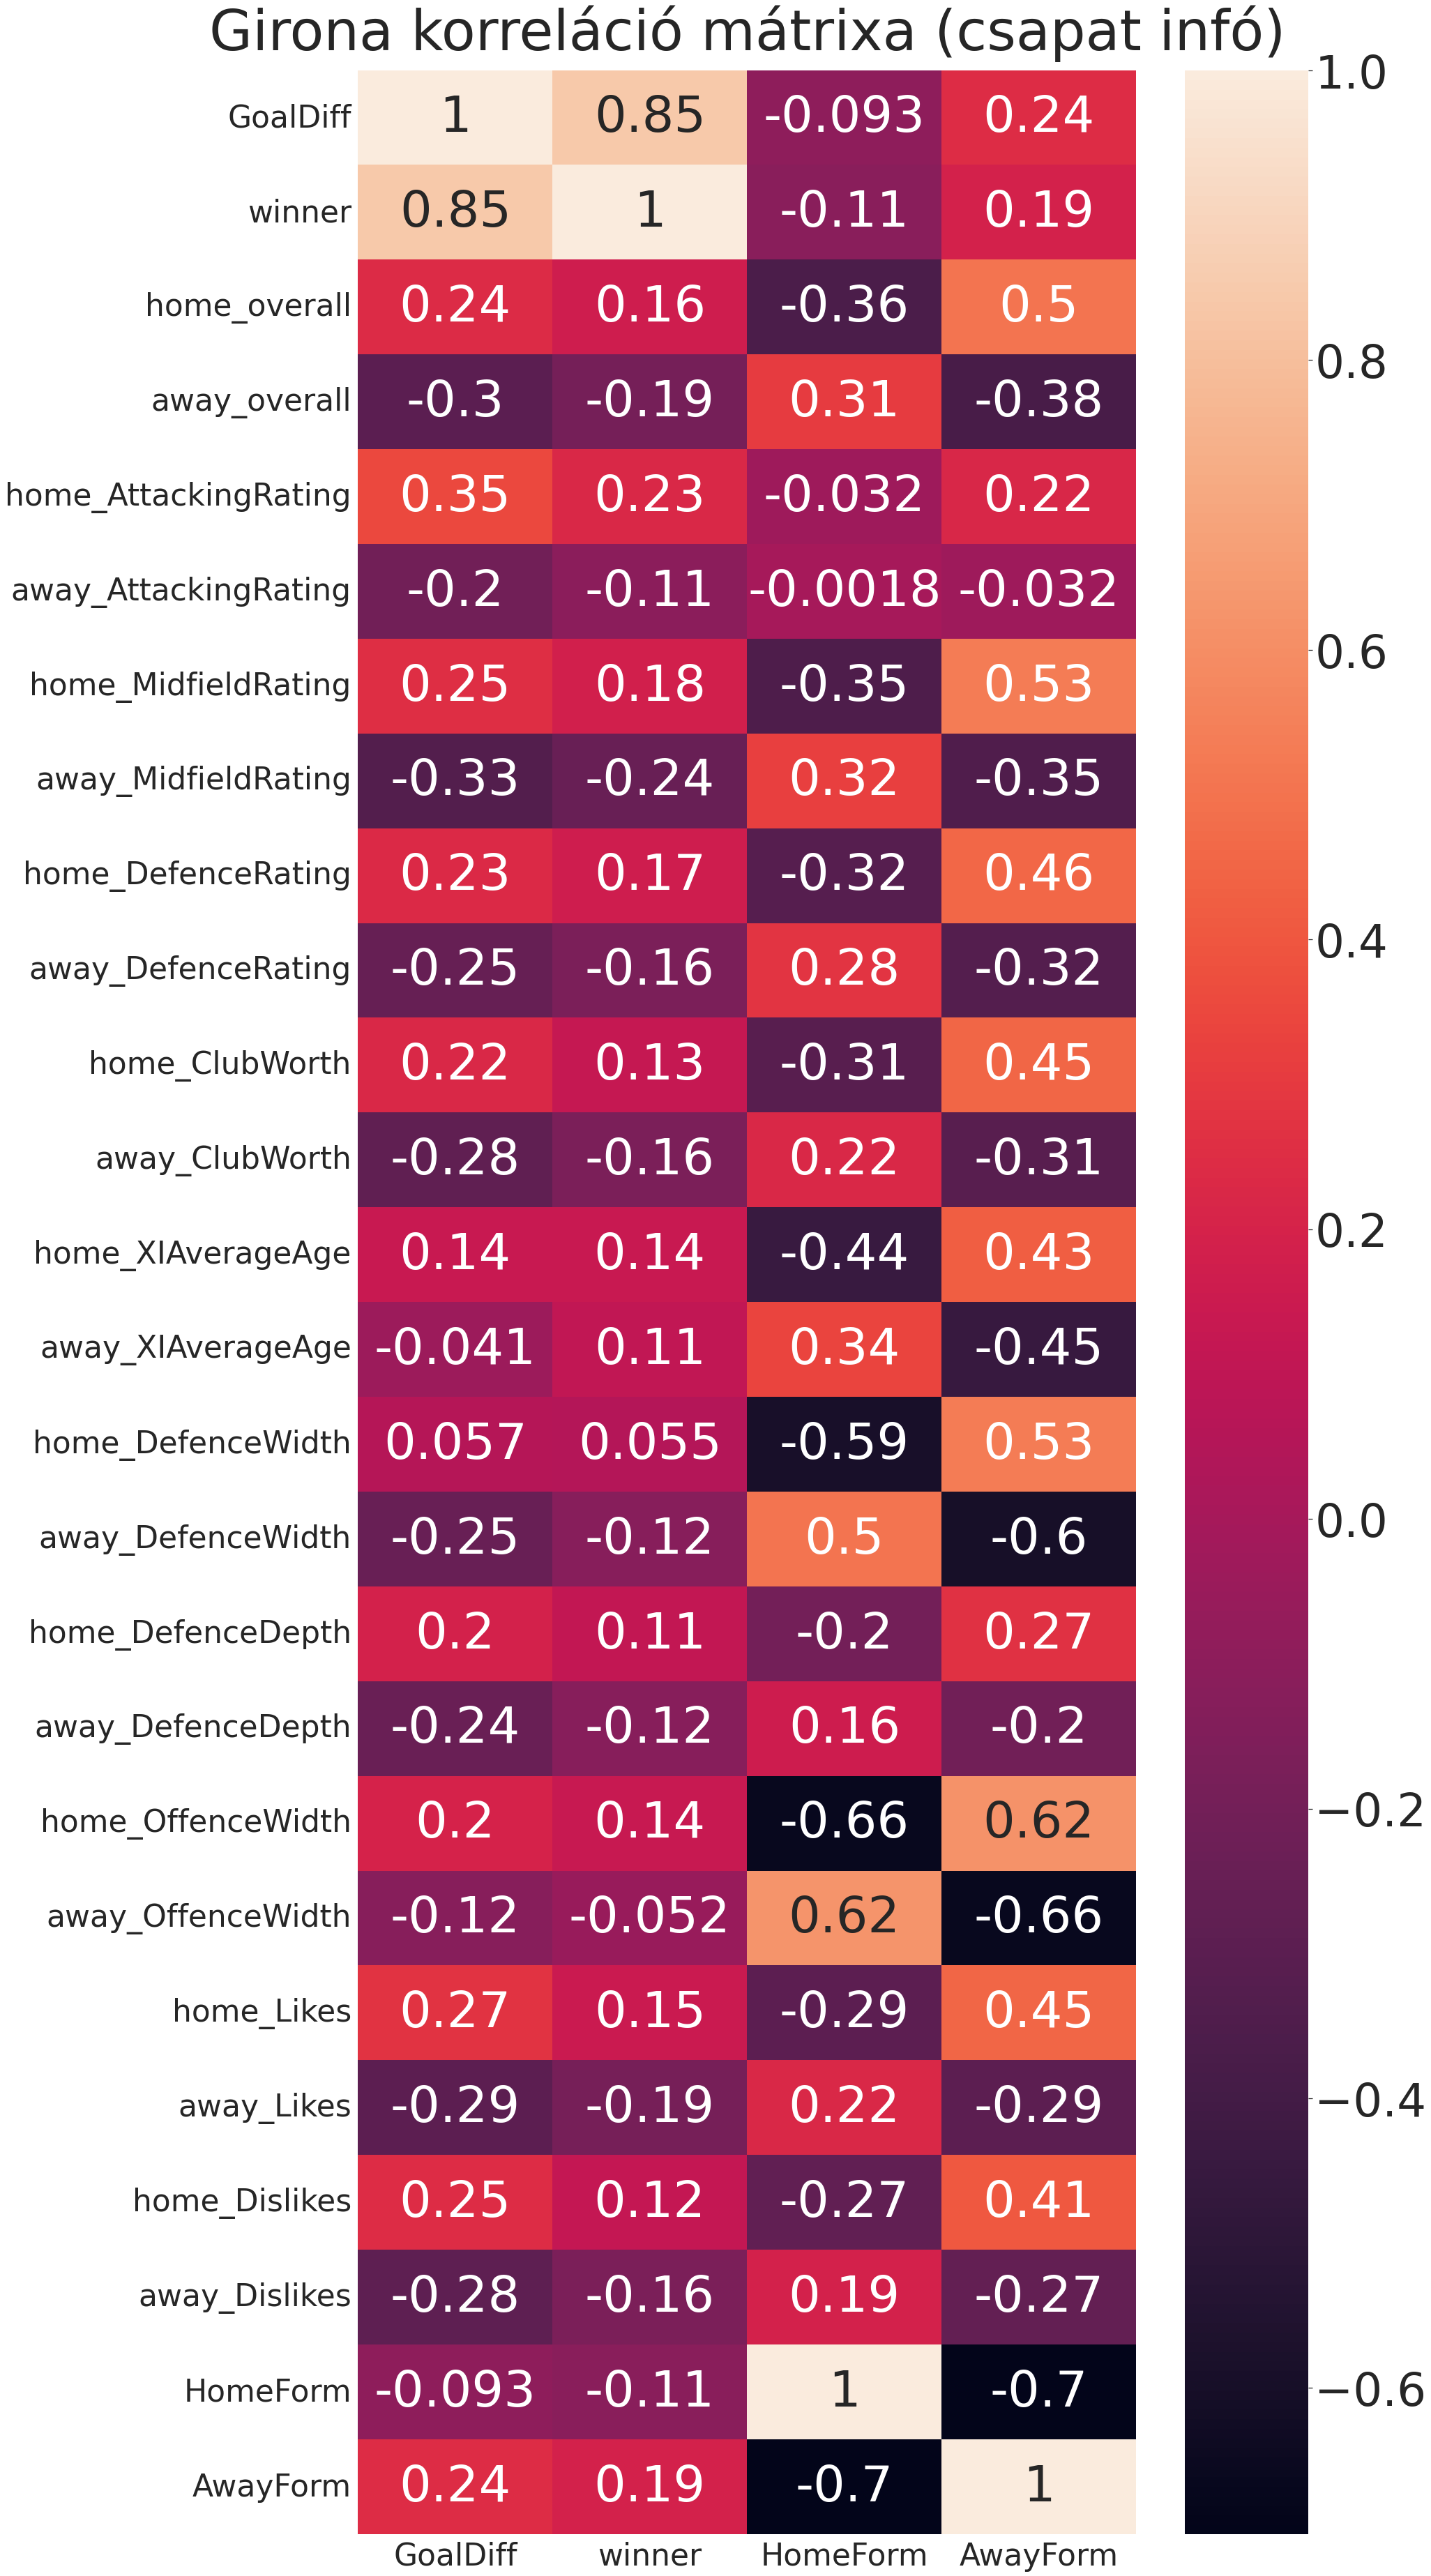 Girona korreláció mátrixa (csapat infó)
GoalDiff 1 0.85 -0.093 0.24
winner 0.85 1 -0.11 0.19
home_overall 0.24 0.16 -0.36 0.5
away_overall -0.3 -0.19 0.31 -0.38
home_AttackingRating 0.35 0.23 -0.032 0.22
away_AttackingRating -0.2 -0.11 -0.0018 -0.032
home_MidfieldRating 0.25 0.18 -0.35 0.53
away_MidfieldRating -0.33 -0.24 0.32 -0.35
home_DefenceRating 0.23 0.17 -0.32 0.46
away_DefenceRating -0.25 -0.16 0.28 -0.32
home_ClubWorth 0.22 0.13 -0.31 0.45
away_ClubWorth -0.28 -0.16 0.22 -0.31
home_XIAverageAge 0.14 0.14 -0.44 0.43
away_XIAverageAge -0.041 0.11 0.34 -0.45
home_DefenceWidth 0.057 0.055 -0.59 0.53
away_DefenceWidth -0.25 -0.12 0.5 -0.6
home_DefenceDepth 0.2 0.11 -0.2 0.27
away_DefenceDepth -0.24 -0.12 0.16 -0.2
home_OffenceWidth 0.2 0.14 -0.66 0.62
away_OffenceWidth -0.12 -0.052 0.62 -0.66
home_Likes 0.27 0.15 -0.29 0.45
away_Likes -0.29 -0.19 0.22 -0.29
home_Dislikes 0.25 0.12 -0.27 0.41
away_Dislikes -0.28 -0.16 0.19 -0.27
HomeForm -0.093 -0.11 1 -0.7
AwayForm 0.24 0.19 -0.7 1
GoalDiff winner HomeForm AwayForm
1.0
0.8
0.6
0.4
0.2
0.0
−0.2
−0.4
−0.6